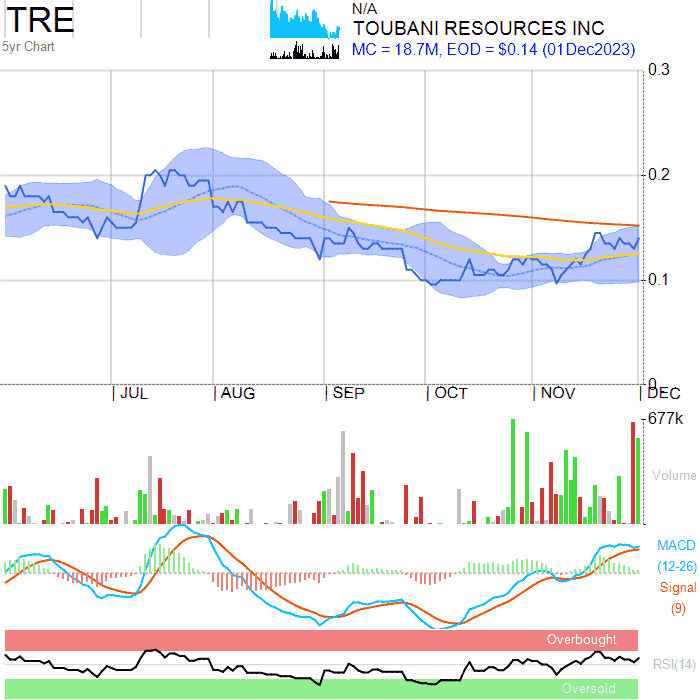 TRE
5yr Chart
N/A
TOUBANI RESOURCES INC
MC = 18.7M, EOD = $0.14 (01Dec2023)
0.3
0.2
0.1
0
JUL AUG SEP OCT NOV DEC
677k
Volume
MACD
(12-26)
Signal
(9)
Overbought
RSI(14)
Oversold